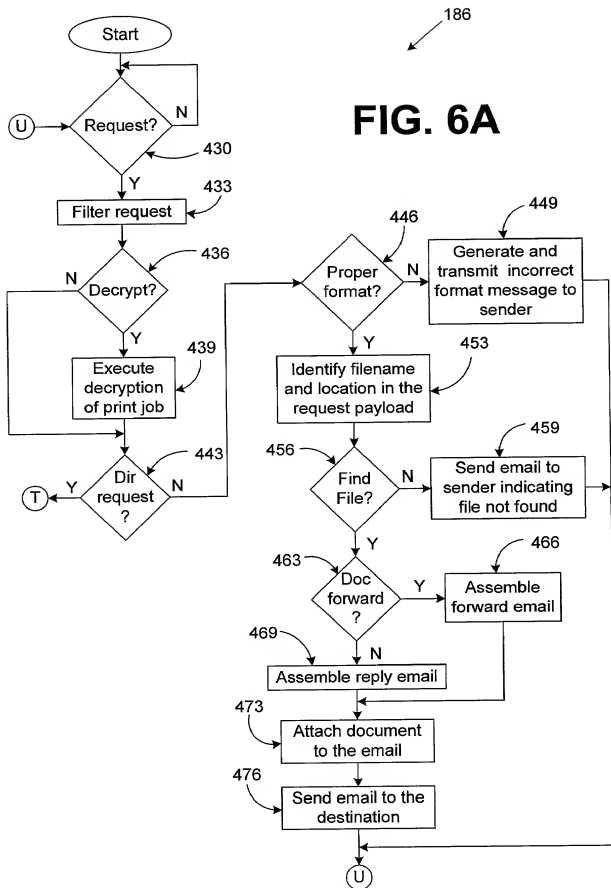 Start
186
FIG. 6A
U
Request?
N
430
Y
Filter request
433
N
Decrypt?
436
Y
Execute
decryption
of print job
439
Dir
request
?
443
Y
T
N
Proper
format?
446
N
Generate and
transmit incorrect
format message to
sender
449
Y
Identify filename
and location in the
request payload
453
456
Find
File?
N
Send email to
sender indicating
file not found
459
Y
463
Doc
forward
?
Y
Assemble
forward email
466
N
469
Assemble reply email
473
Attach document
to the email
476
Send email to the
destination
U